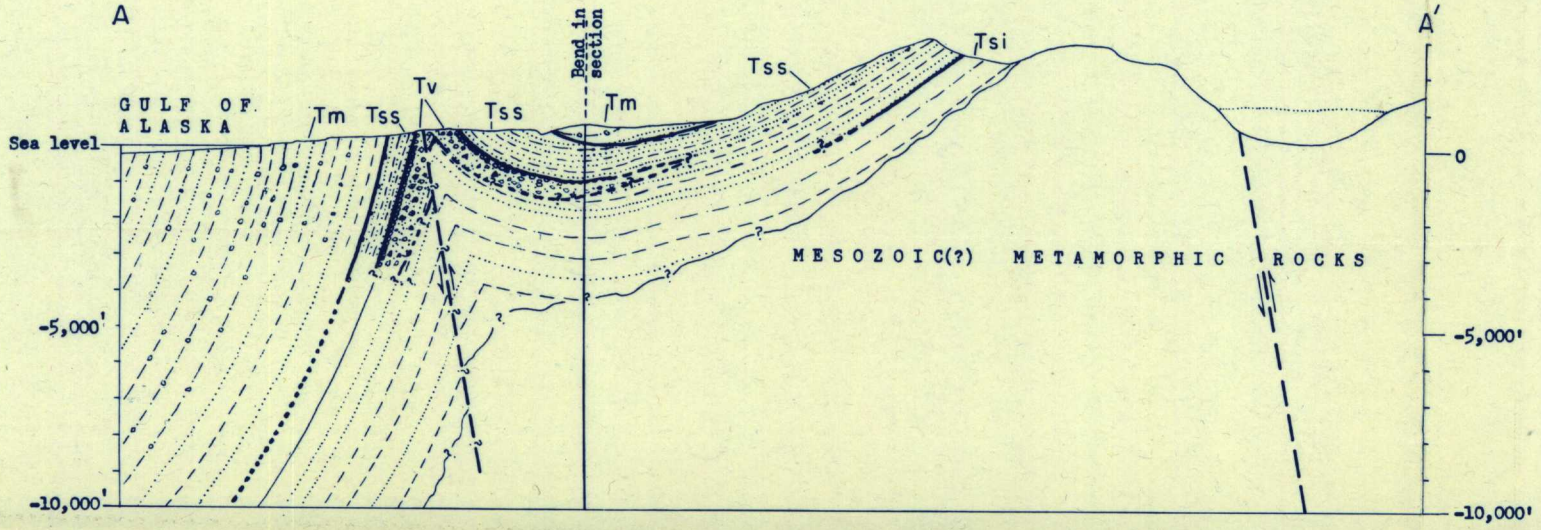 A
A'
Bend in
section
Tsi
Tss
Tv
GULF OF
ALASKA
Tm
Tss
Tss
Tm
Sea level
0
?
?
?
?
MESOZOIC(?) METAMORPHIC ROCKS
-5,000'
-5,000'
-10,000'
-10,000'